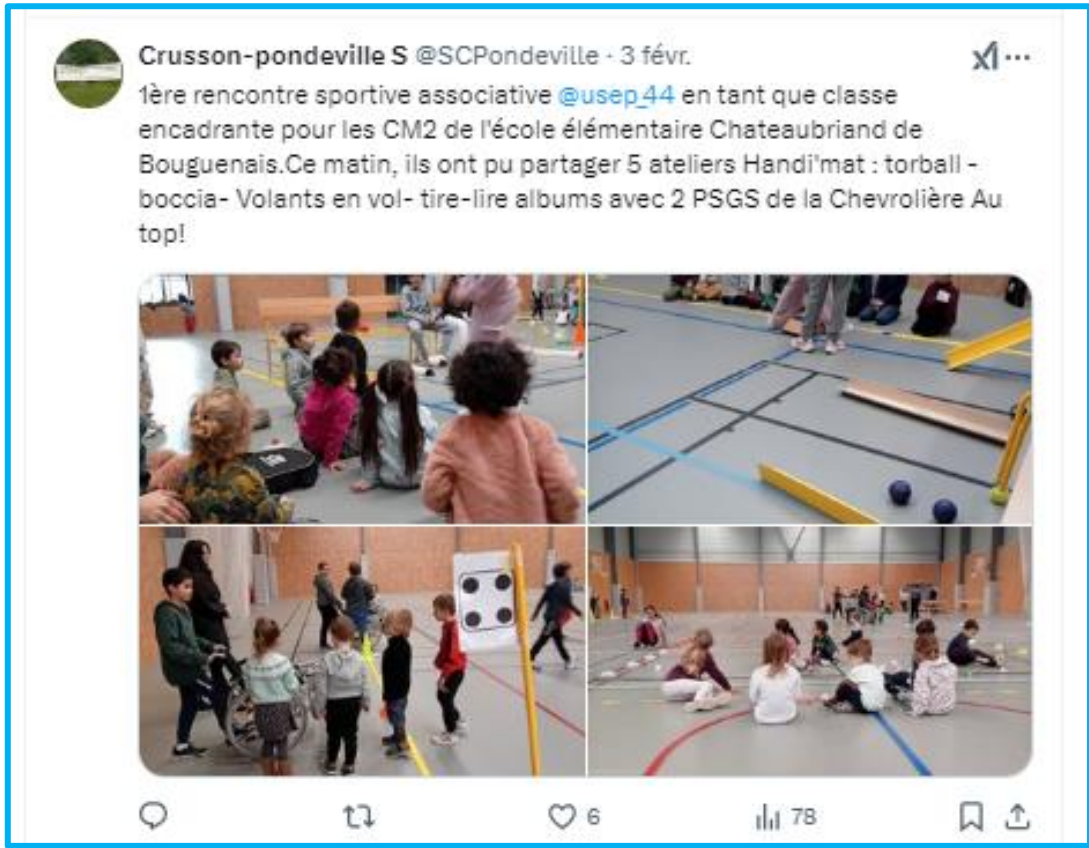 Crusson-pondeville S @SCPondeville · 3 févr.
1ère rencontre sportive associative @usep_44 en tant que classe
encadrante pour les CM2 de l'école élémentaire Chateaubriand de
Bouguenais.Ce matin, ils ont pu partager 5 ateliers Handi'mat : torball -
boccia- Volants en vol- tire-lire albums avec 2 PSGS de la Chevrolière Au
top!
6
78